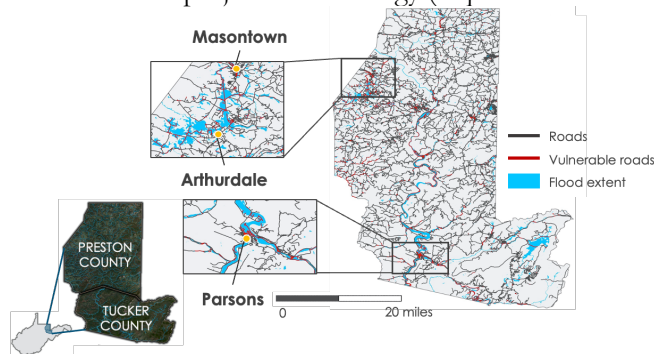 Masontown
Arthurdale
Roads
Vulnerable roads
Flood extent
PRESTON
COUNTY
TUCKER
COUNTY
Parsons
0
20 miles